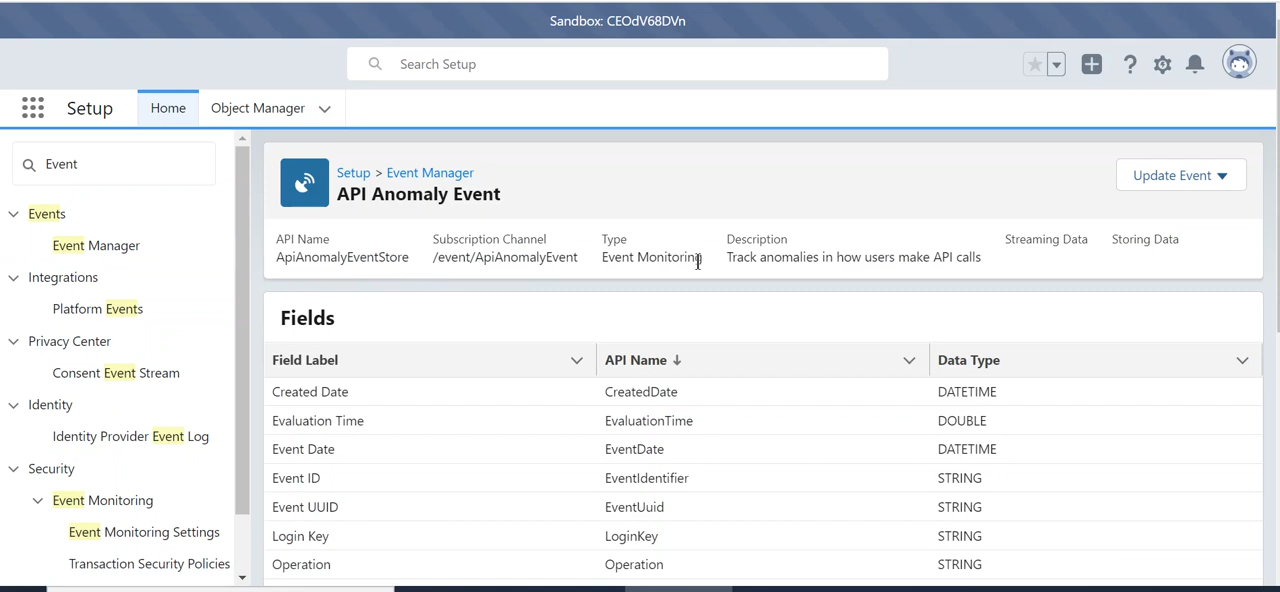 Sandbox: CEOdV68DVn
Search Setup
Setup Home Object Manager
Event
Events
Event Manager
Integrations
Platform Events
Privacy Center
Consent Event Stream
Identity
Identity Provider Event Log
Security
Event Monitoring
Event Monitoring Settings
Transaction Security Policies
Setup > Event Manager
API Anomaly Event
Update Event
API Name Subscription Channel Type Description Streaming Data Storing Data
ApiAnomalyEventStore /event/ApiAnomalyEvent Event Monitoring Track anomalies in how users make API calls
Fields
Field Label API Name Data Type
Created Date CreatedDate DATETIME
Evaluation Time EvaluationTime DOUBLE
Event Date EventDate DATETIME
Event ID EventIdentifier STRING
Event UUID EventUuid STRING
Login Key LoginKey STRING
Operation Operation STRING